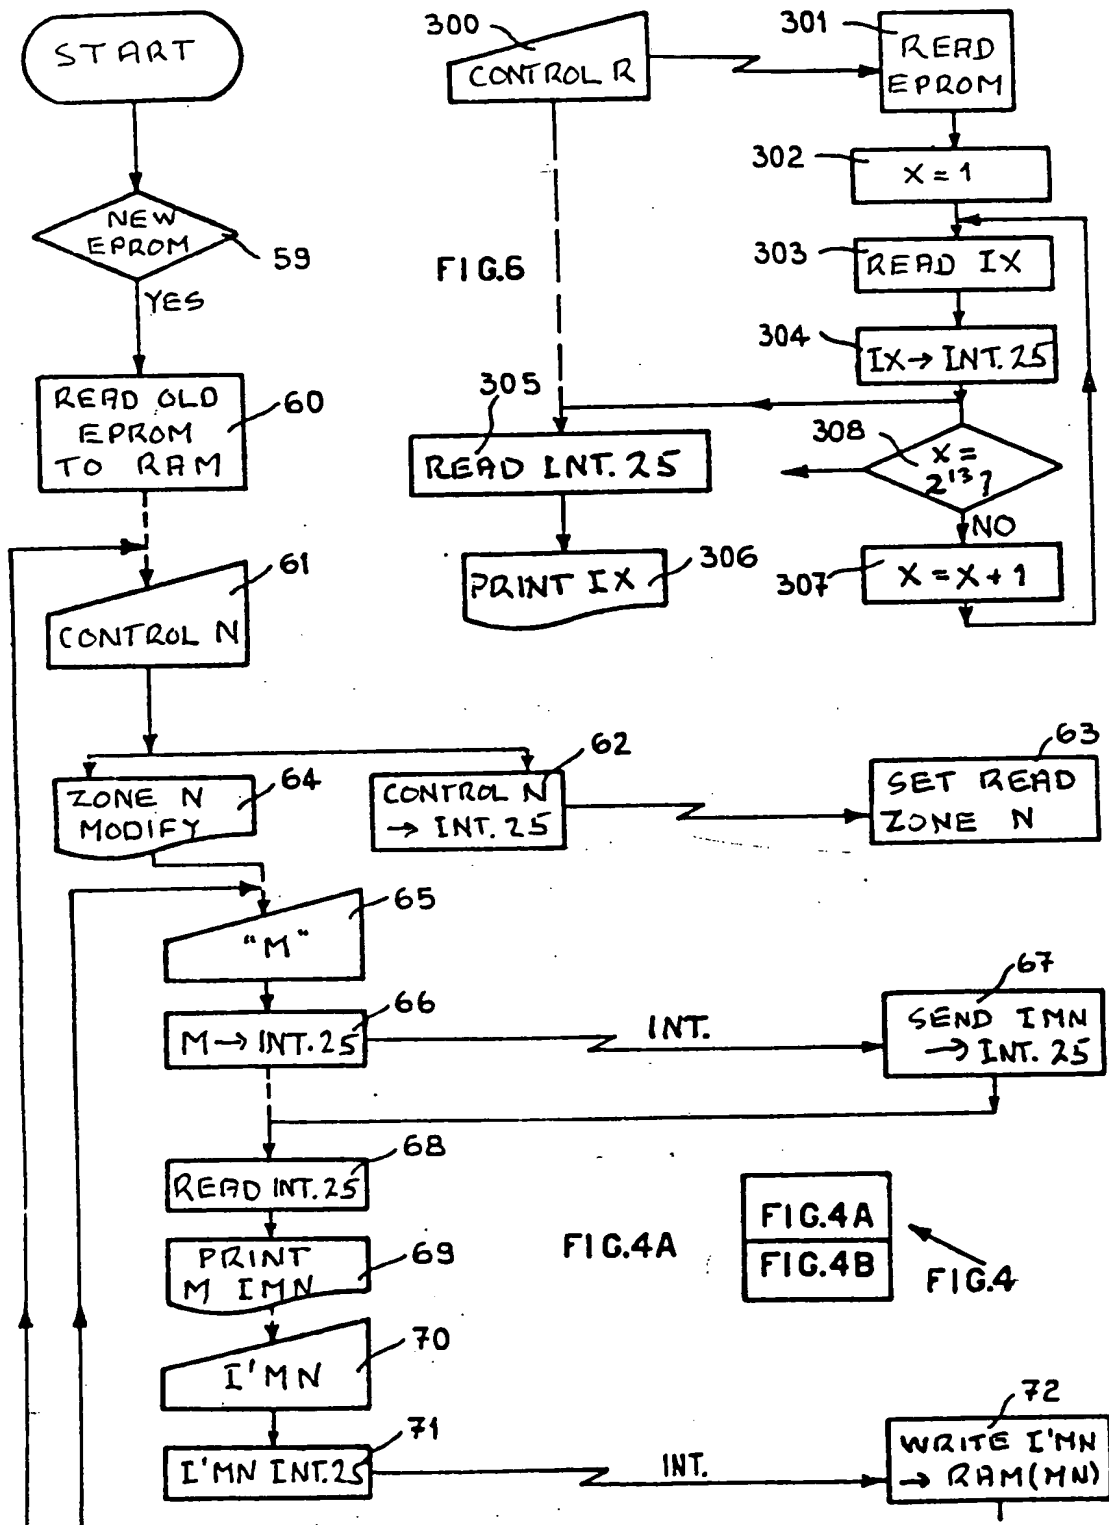 START
NEW
EPROM
59
YES
READ OLD
EPROM
TO RAM
60
61
CONTROL N
300
CONTROL R
301
READ
EPROM
302
X = 1
303
READ IX
304
IX → INT. 25
305
READ INT. 25
308
X =
2¹³?
NO
307
X = X + 1
PRINT IX
306
FIG.6
ZONE N
MODIFY
64
62
CONTROL N
→ INT. 25
63
SET READ
ZONE N
65
"M"
66
M → INT. 25
INT.
67
SEND IMN
→ INT. 25
68
READ INT. 25
PRINT
M IMN
69
FIG.4A
FIG.4A
FIG.4B
FIG.4
70
I'MN
71
I'MN INT.25
INT.
72
WRITE I'MN
→ RAM(MN)